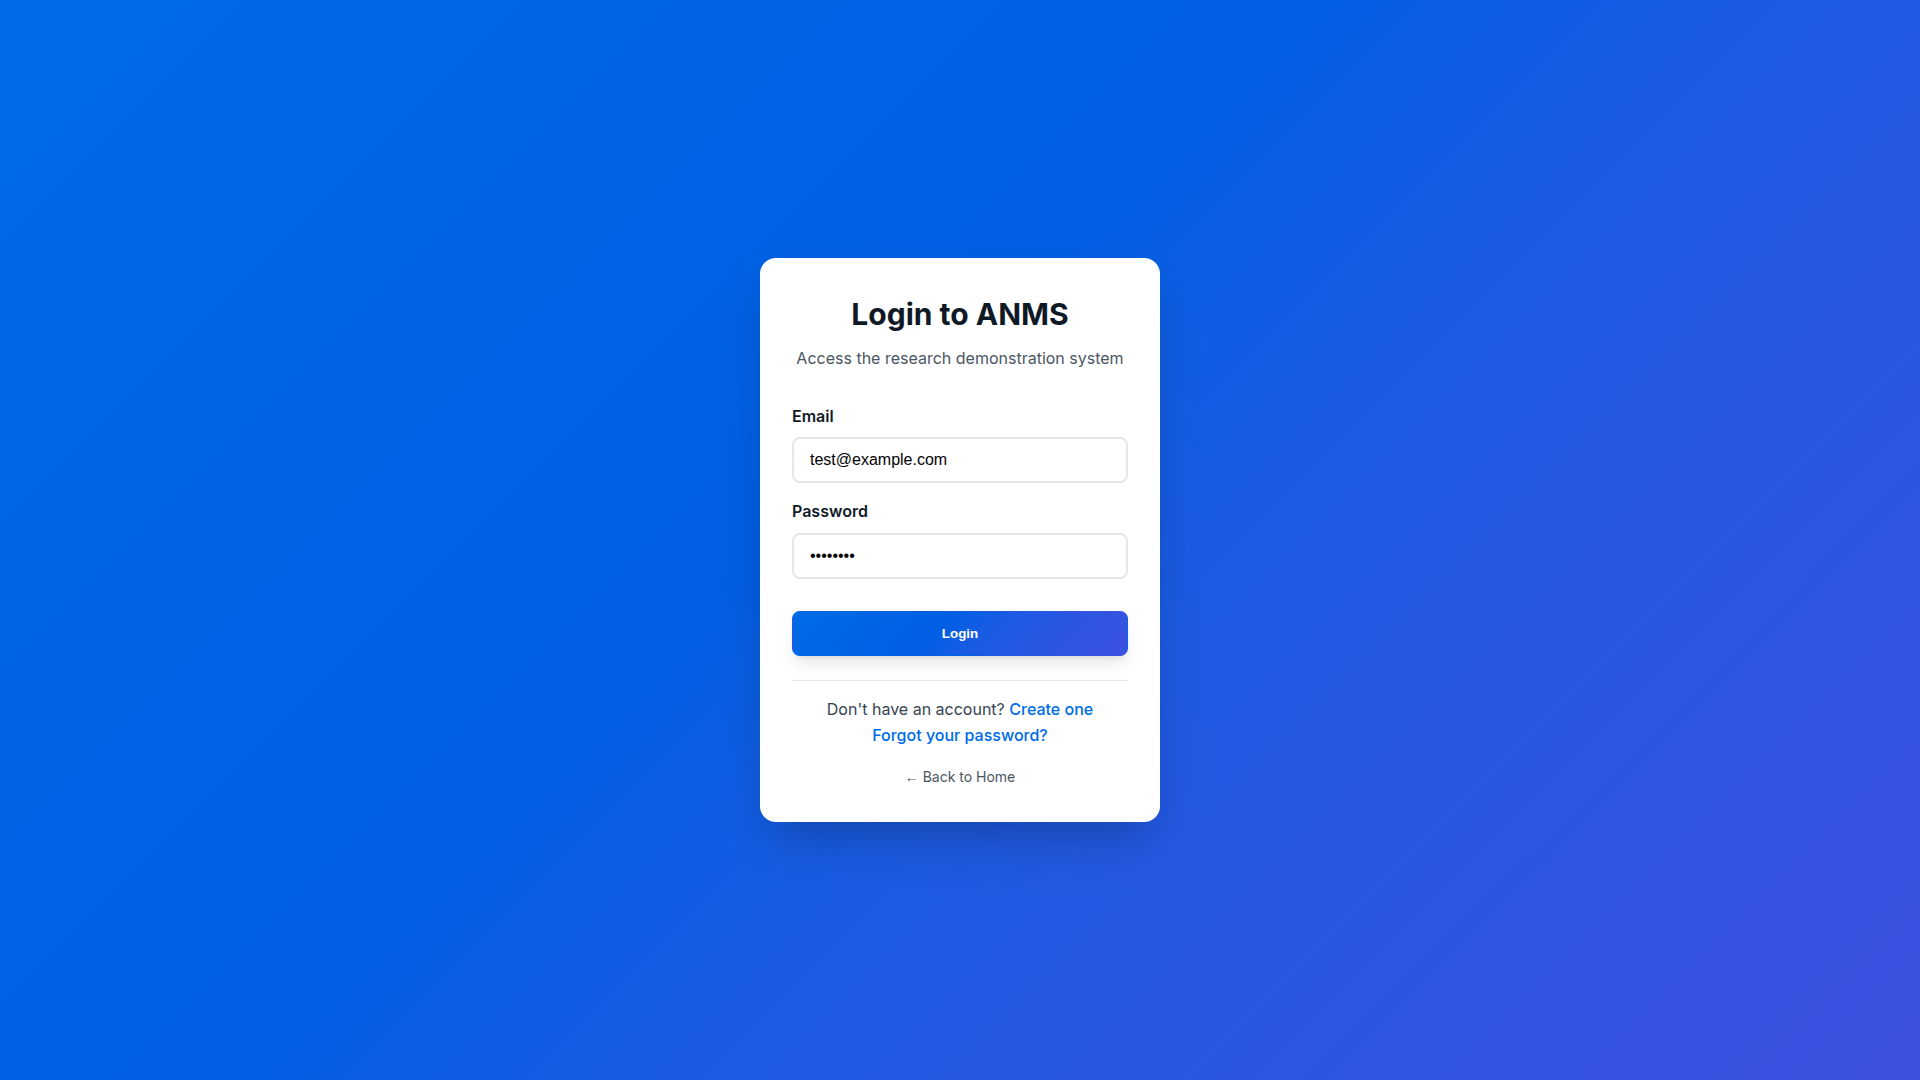 Login to ANMS
Access the research demonstration system
Email
test@example.com
Password
••••••••
Login
Don't have an account? Create one
Forgot your password?
← Back to Home